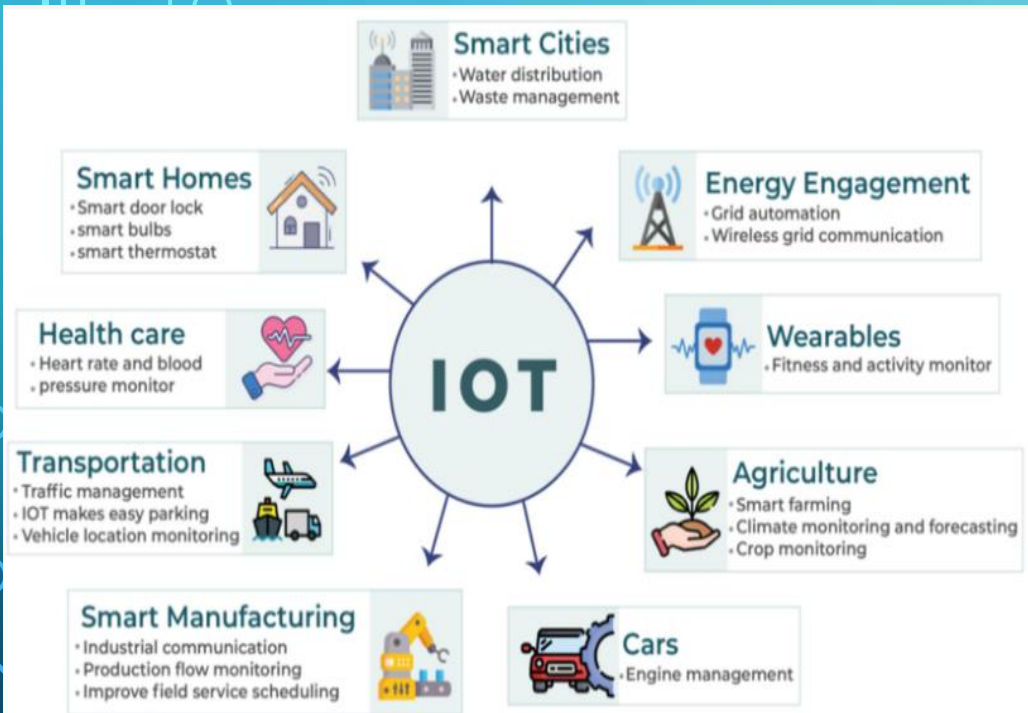 Smart Cities
• Water distribution
• Waste management
Smart Homes
• Smart door lock
• smart bulbs
• smart thermostat
Energy Engagement
• Grid automation
• Wireless grid communication
Health care
• Heart rate and blood
• pressure monitor
IOT
Wearables
• Fitness and activity monitor
Transportation
• Traffic management
• IOT makes easy parking
• Vehicle location monitoring
Agriculture
• Smart farming
• Climate monitoring and forecasting
• Crop monitoring
Smart Manufacturing
• Industrial communication
• Production flow monitoring
• Improve field service scheduling
Cars
• Engine management